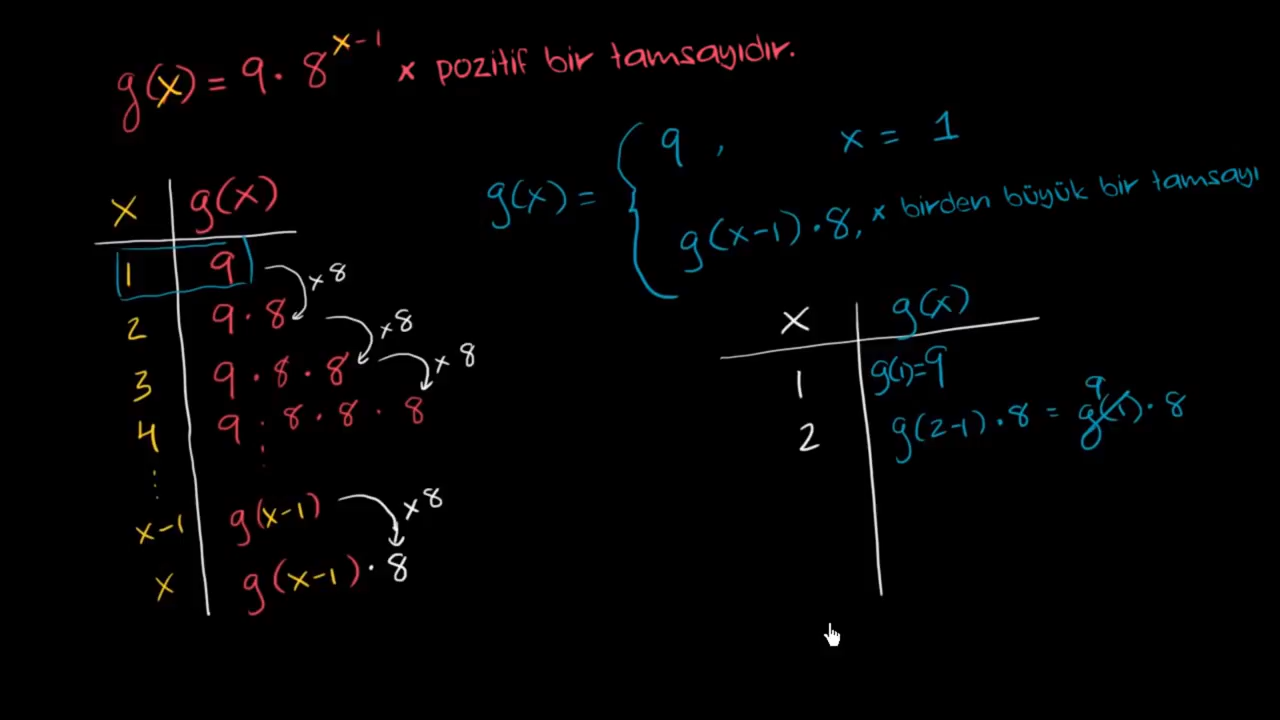 g(x) = 9 · 8^(x-1) x pozitif bir tamsayıdır.
g(x) = { 9 , x = 1
g(x-1) · 8, x birden büyük bir tamsayı
x g(x)
1 9
×8
2 9 · 8
×8
3 9 · 8 · 8
×8
4 9 · 8 · 8 · 8
x-1 g(x-1)
×8
x g(x-1) · 8
x g(x)
1 g(1)=9
9
2 g(2-1) · 8 = g(1) · 8